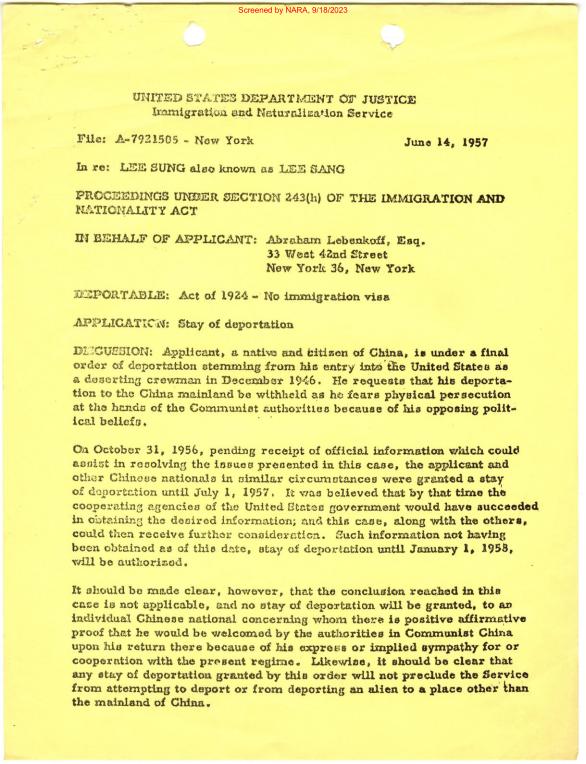 Screened by NARA, 9/18/2023
UNITED STATES DEPARTMENT OF JUSTICE
Immigration and Naturalization Service
File: A-7921505 - New York June 14, 1957
In re: LEE SUNG also known as LEE SANG
PROCEEDINGS UNDER SECTION 243(h) OF THE IMMIGRATION AND
NATIONALITY ACT
IN BEHALF OF APPLICANT: Abraham Lebenkoff, Esq.
33 West 42nd Street
New York 36, New York
DEPORTABLE: Act of 1924 - No immigration visa
APPLICATION: Stay of deportation
DISCUSSION: Applicant, a native and citizen of China, is under a final
order of deportation stemming from his entry into the United States as
a deserting crewman in December 1946. He requests that his deporta-
tion to the China mainland be withheld as he fears physical persecution
at the hands of the Communist authorities because of his opposing polit-
ical beliefs.
On October 31, 1956, pending receipt of official information which could
assist in resolving the issues presented in this case, the applicant and
other Chinese nationals in similar circumstances were granted a stay
of deportation until July 1, 1957. It was believed that by that time the
cooperating agencies of the United States government would have succeeded
in obtaining the desired information; and this case, along with the others,
could then receive further consideration. Such information not having
been obtained as of this date, stay of deportation until January 1, 1958,
will be authorized.
It should be made clear, however, that the conclusion reached in this
case is not applicable, and no stay of deportation will be granted, to an
individual Chinese national concerning whom there is positive affirmative
proof that he would be welcomed by the authorities in Communist China
upon his return there because of his express or implied sympathy for or
cooperation with the present regime. Likewise, it should be clear that
any stay of deportation granted by this order will not preclude the Service
from attempting to deport or from deporting an alien to a place other than
the mainland of China.